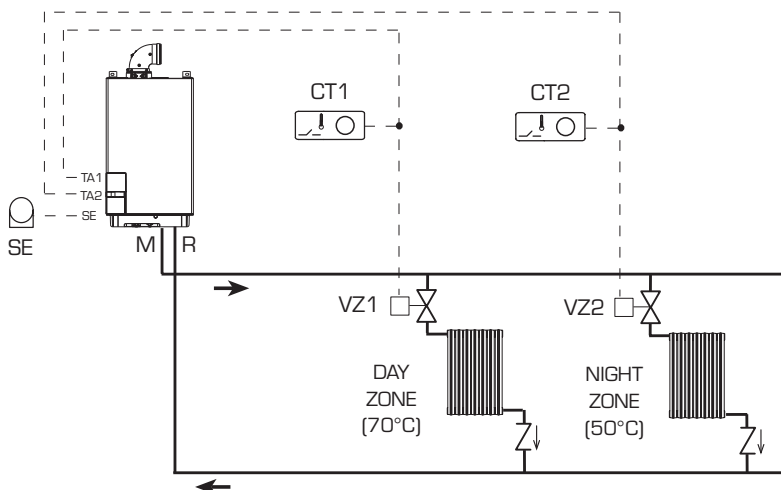 CT1
CT2
TA1
TA2
SE
SE
M
R
VZ1
VZ2
DAY
ZONE
(70°C)
NIGHT
ZONE
(50°C)